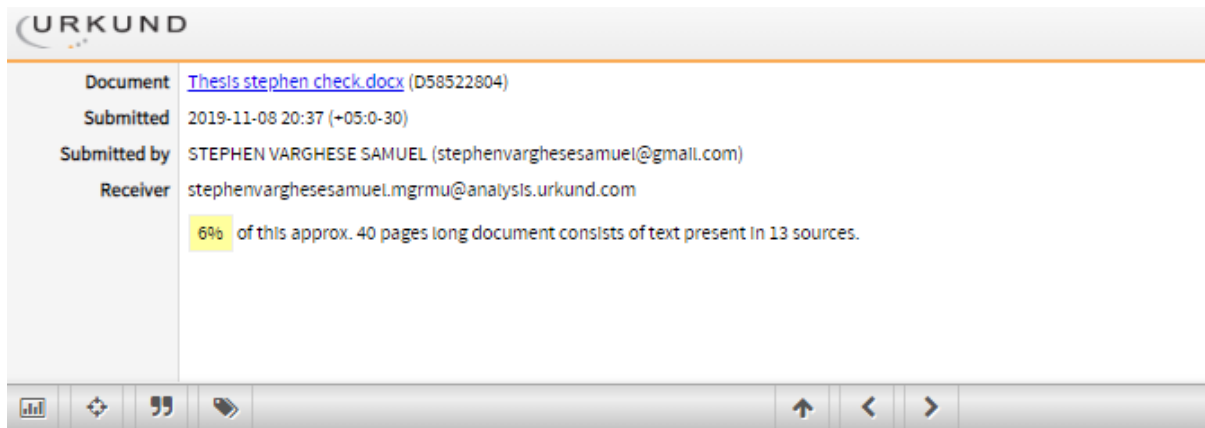 URKUND
Document Thesis stephen check.docx (D58522804)
Submitted 2019-11-08 20:37 (+05:0-30)
Submitted by STEPHEN VARGHESE SAMUEL (stephenvarghesesamuel@gmail.com)
Receiver stephenvarghesesamuel.mgrmu@analysis.urkund.com
6% of this approx. 40 pages long document consists of text present in 13 sources.